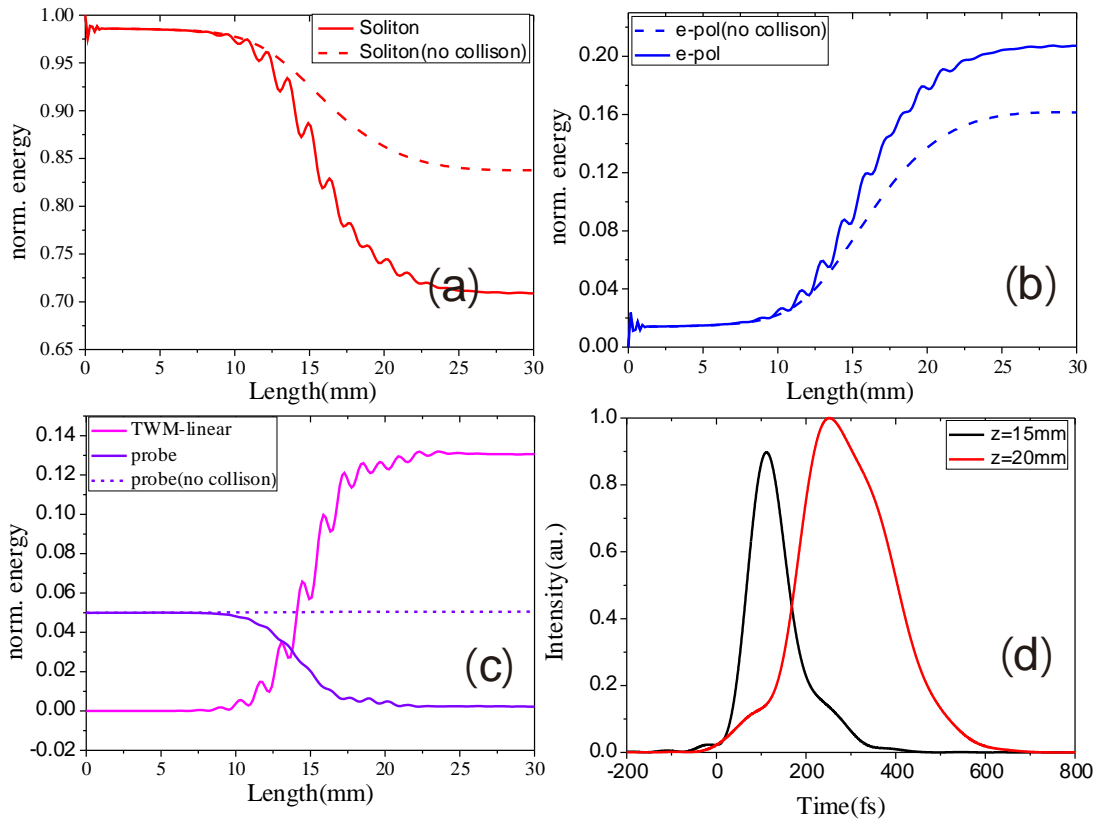 1.00
0.95
0.90
0.85
0.80
0.75
0.70
0.65
norm. energy
Soliton
Soliton(no collison)
(a)
0 5 10 15 20 25 30
Length(mm)
0.20
0.16
0.12
0.08
0.04
0.00
norm. energy
e-pol(no collison)
e-pol
(b)
0 5 10 15 20 25 30
Length(mm)
0.14
0.12
0.10
0.08
0.06
0.04
0.02
0.00
-0.02
norm. energy
TWM-linear
probe
probe(no collison)
(c)
0 5 10 15 20 25 30
Length(mm)
1.0
0.8
0.6
0.4
0.2
0.0
Intensity(au.)
z=15mm
z=20mm
(d)
-200 0 200 400 600 800
Time(fs)